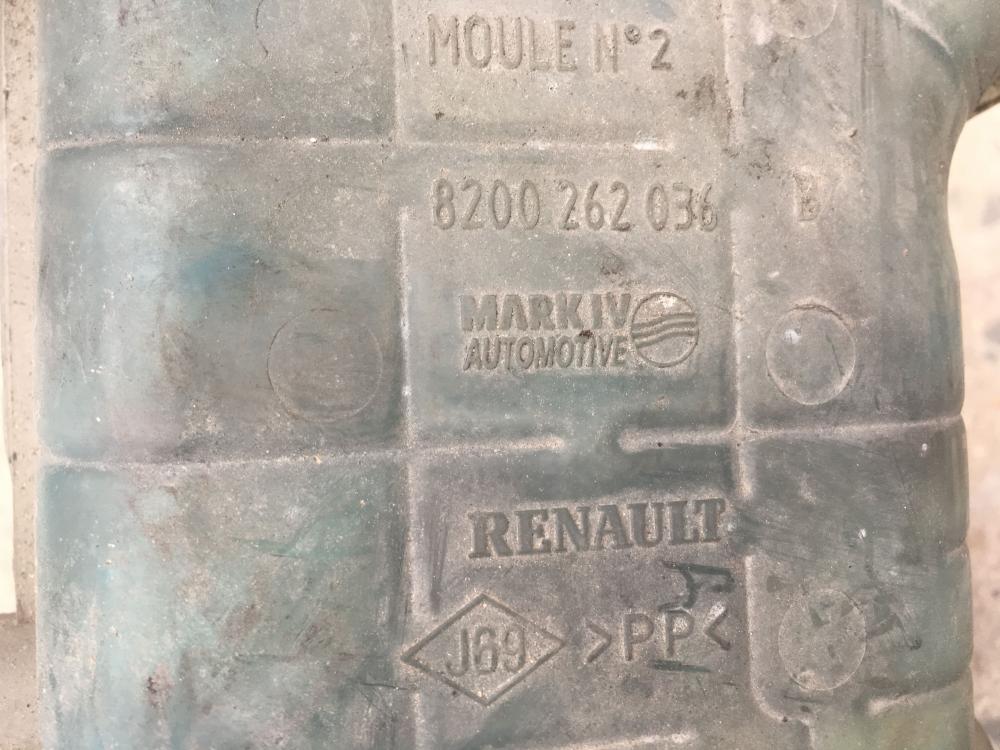 MOULE N°2
8200 262 036 B
MARK IV
AUTOMOTIVE
RENAULT
J69 >PP<